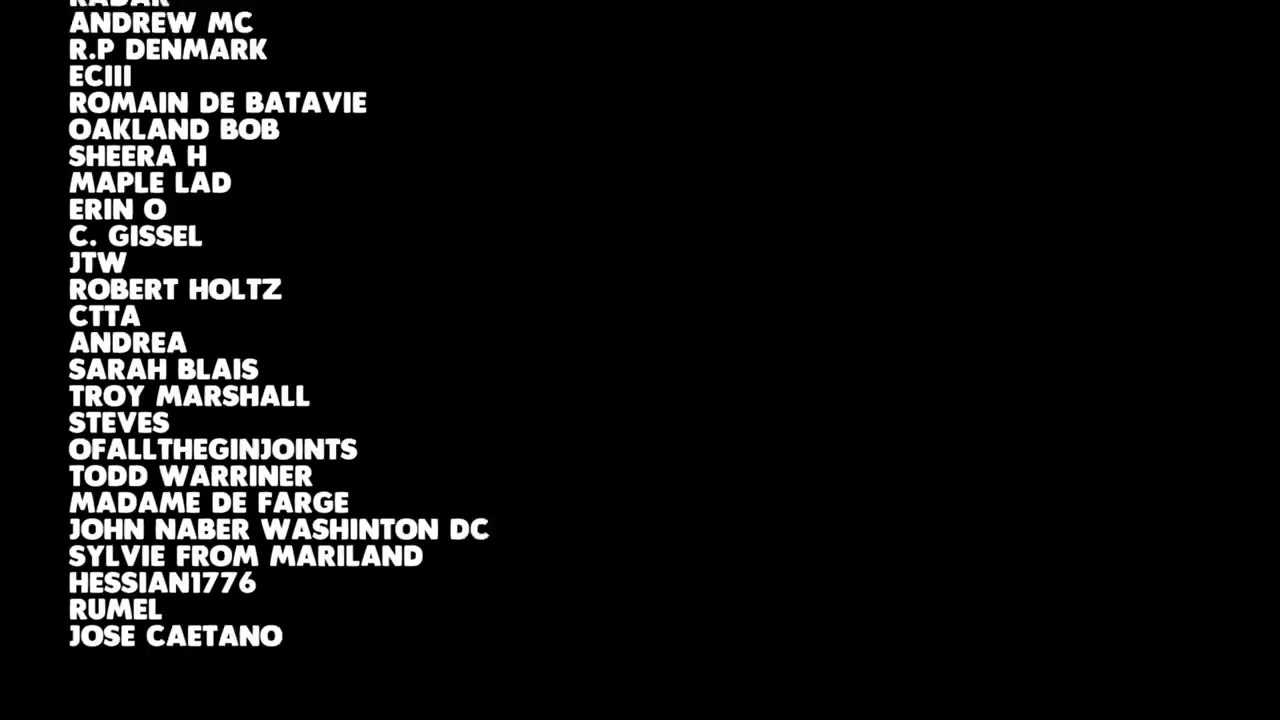 RADAR
ANDREW MC
R.P DENMARK
ECIII
ROMAIN DE BATAVIE
OAKLAND BOB
SHEERA H
MAPLE LAD
ERIN O
C. GISSEL
JTW
ROBERT HOLTZ
CTTA
ANDREA
SARAH BLAIS
TROY MARSHALL
STEVES
OFALLTHEGINJOINTS
TODD WARRINER
MADAME DE FARGE
JOHN NABER WASHINTON DC
SYLVIE FROM MARILAND
HESSIAN1776
RUMEL
JOSE CAETANO